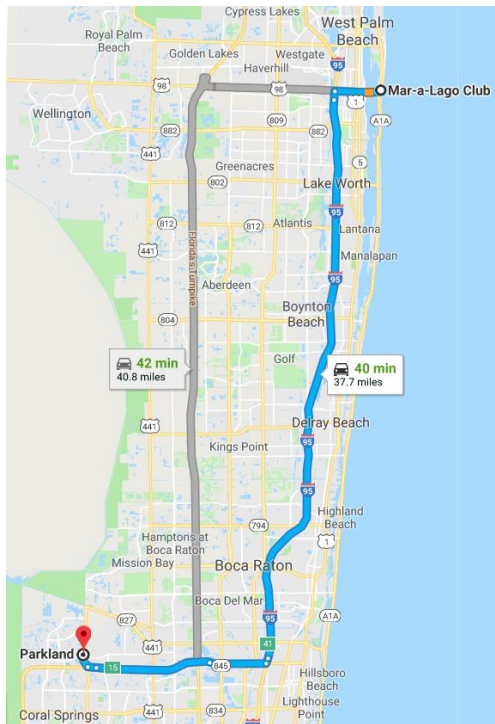 Cypress Lakes
West Palm
Beach
Royal Palm
Beach
Golden Lakes
Westgate
Haverhill
95
98
98
1
Mar-a-Lago Club
Wellington
441
882
809
882
A1A
Greenacres
5
802
Lake Worth
95
812
812
Atlantis
Lantana
441
Florida's Turnpike
Manalapan
95
Aberdeen
804
Boynton
Beach
42 min
40.8 miles
Golf
40 min
37.7 miles
441
Delray Beach
95
Kings Point
95
Highland
Beach
794
Hamptons at
Boca Raton
1
Mission Bay
Boca Raton
Boca Del Mar
827
95
A1A
441
41
Parkland
15
845
Hillsboro
Beach
Coral Springs
441
834
Lighthouse
Point